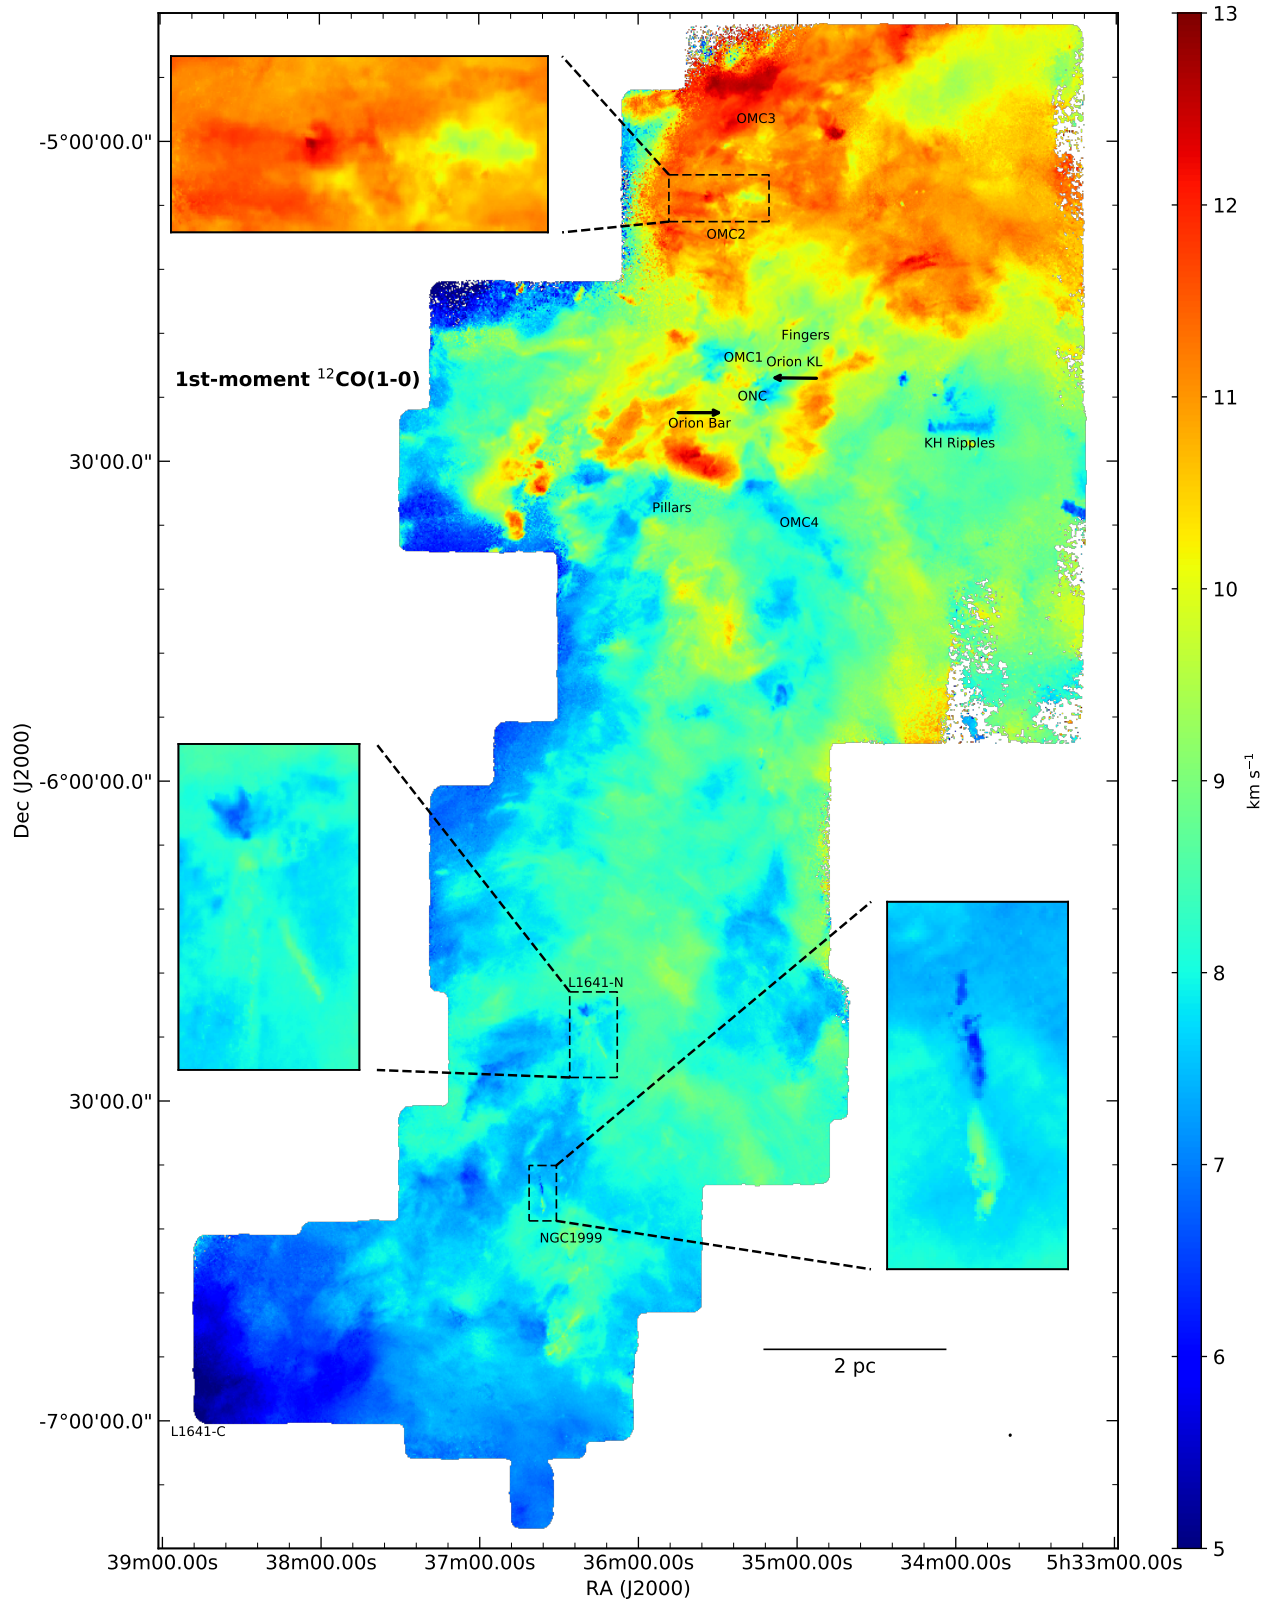 13
OMC3
-5°00'00.0"
12
OMC2
Fingers
OMC1
Orion KL
1st-moment ¹²CO(1-0)
11
ONC
Orion Bar
KH Ripples
30'00.0"
Pillars
OMC4
10
Dec (J2000)
-6°00'00.0"
9
km s⁻¹
L1641-N
8
30'00.0"
7
NGC1999
6
2 pc
-7°00'00.0"
L1641-C
5
39m00.00s 38m00.00s 37m00.00s 36m00.00s 35m00.00s 34m00.00s 5h33m00.00s
RA (J2000)